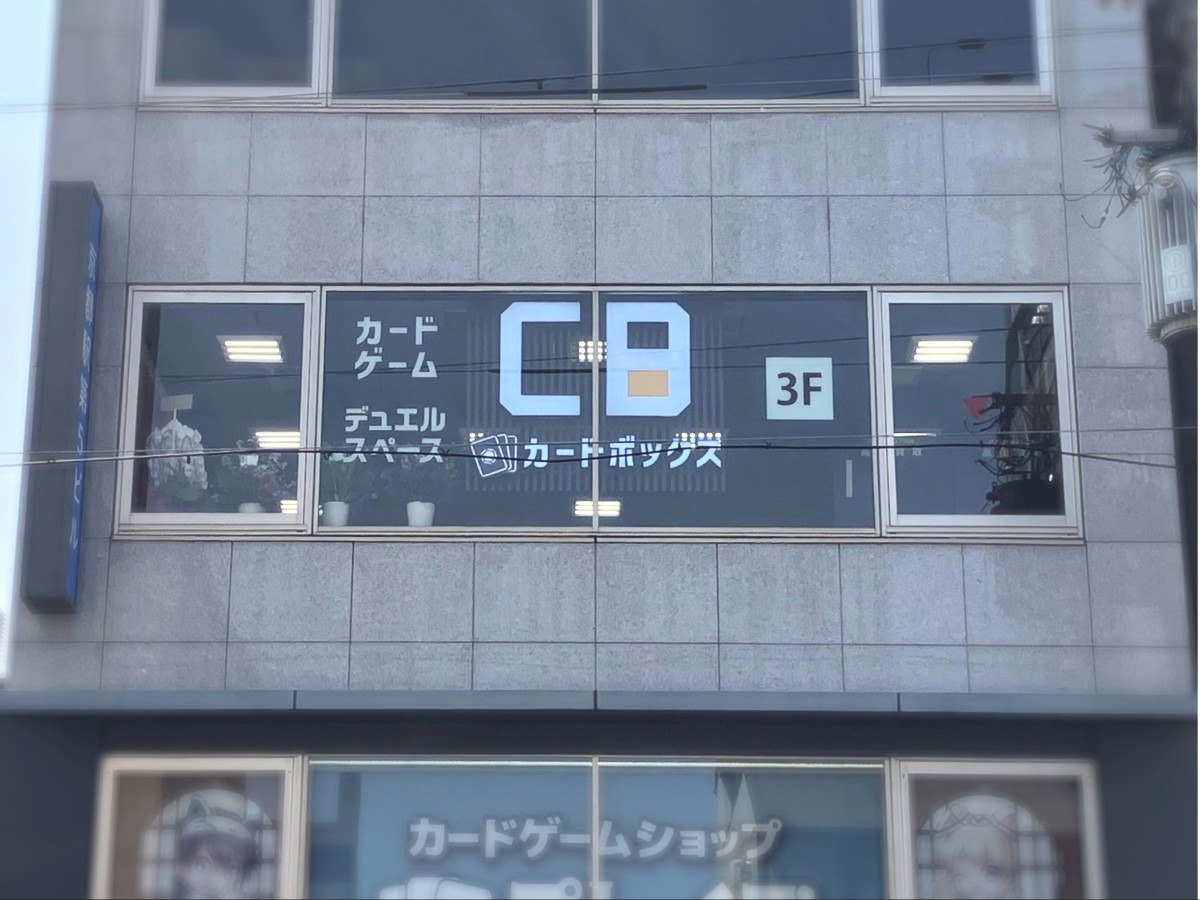 カード
ゲーム
デュエル
スペース
CB
カードボックス
3F
カードゲームショップ